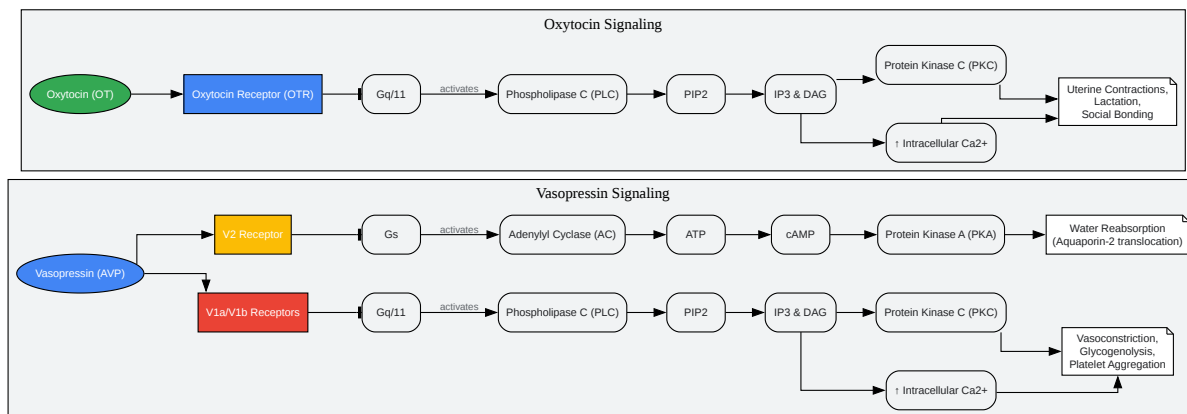 Oxytocin Signaling
Oxytocin (OT)
Oxytocin Receptor (OTR)
Gq/11
activates
Phospholipase C (PLC)
PIP2
IP3 & DAG
Protein Kinase C (PKC)
↑ Intracellular Ca2+
Uterine Contractions,
Lactation,
Social Bonding
Vasopressin Signaling
Vasopressin (AVP)
V2 Receptor
Gs
activates
Adenylyl Cyclase (AC)
ATP
cAMP
Protein Kinase A (PKA)
Water Reabsorption
(Aquaporin-2 translocation)
V1a/V1b Receptors
Gq/11
activates
Phospholipase C (PLC)
PIP2
IP3 & DAG
Protein Kinase C (PKC)
↑ Intracellular Ca2+
Vasoconstriction,
Glycogenolysis,
Platelet Aggregation